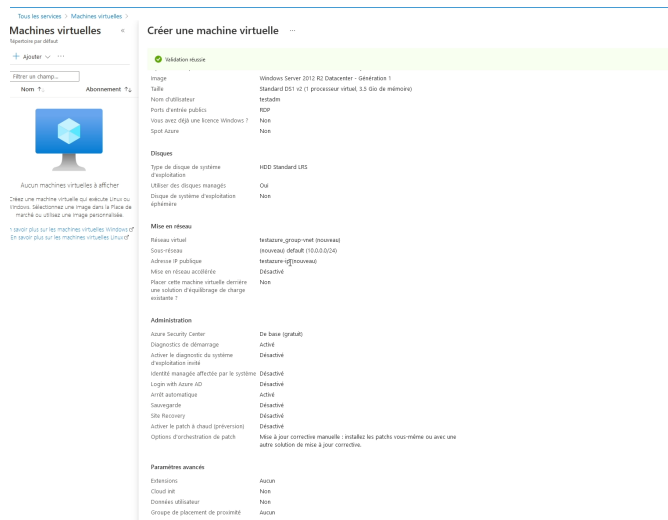 Tous les services > Machines virtuelles >
Machines virtuelles «
Répertoire par défaut
+ Ajouter ∨ ···
Filtrer un champ...
Nom ↑↓ Abonnement ↑↓
Aucun machines virtuelles à afficher
Créez une machine virtuelle qui exécute Linux ou
Windows. Sélectionnez une image dans la Place de
marché ou utilisez une image personnalisée.
En savoir plus sur les machines virtuelles Windows
En savoir plus sur les machines virtuelles Linux
Créer une machine virtuelle ···
Validation réussie
Image Windows Server 2012 R2 Datacenter - Génération 1
Taille Standard DS1 v2 (1 processeur virtuel, 3.5 Gio de mémoire)
Nom d'utilisateur testadm
Ports d'entrée publics RDP
Vous avez déjà une licence Windows ? Non
Spot Azure Non
Disques
Type de disque de système HDD Standard LRS
d'exploitation
Utiliser des disques managés Oui
Disque de système d'exploitation Non
éphémère
Mise en réseau
Réseau virtuel testazure_group-vnet (nouveau)
Sous-réseau (nouveau) default (10.0.0.0/24)
Adresse IP publique testazure-ip(nouveau)
Mise en réseau accélérée Désactivé
Placer cette machine virtuelle derrière Non
une solution d'équilibrage de charge
existante ?
Administration
Azure Security Center De base (gratuit)
Diagnostics de démarrage Activé
Activer le diagnostic du système Désactivé
d'exploitation invité
Identité managée affectée par le système Désactivé
Login with Azure AD Désactivé
Arrêt automatique Activé
Sauvegarde Désactivé
Site Recovery Désactivé
Activer le patch à chaud (préversion) Désactivé
Options d'orchestration de patch Mise à jour corrective manuelle : installez les patchs vous-même ou avec une
autre solution de mise à jour corrective.
Paramètres avancés
Extensions Aucun
Cloud init Non
Données utilisateur Non
Groupe de placement de proximité Aucun